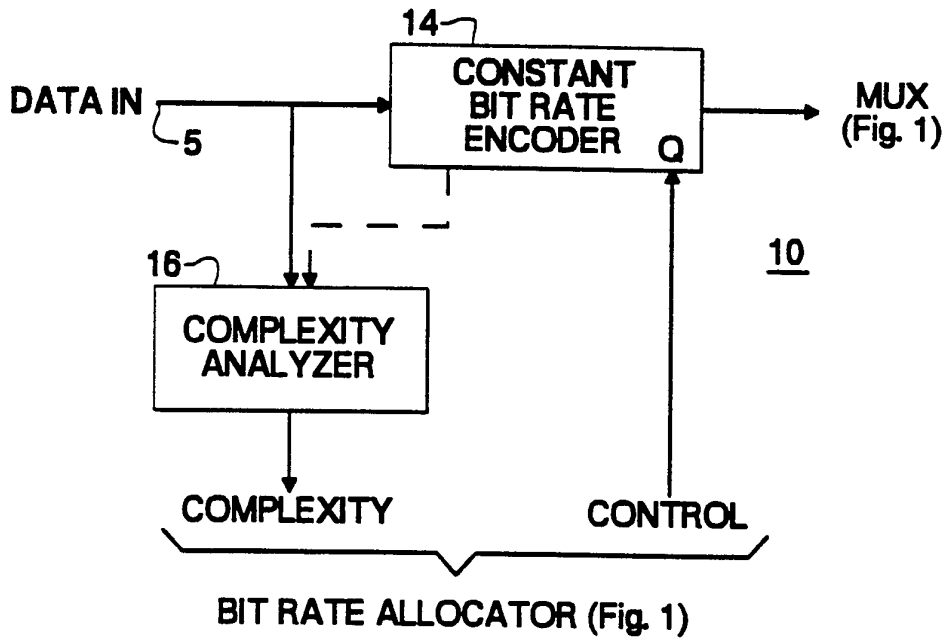 14
CONSTANT
BIT RATE
ENCODER
Q
DATA IN
5
MUX
(Fig. 1)
10
16
COMPLEXITY
ANALYZER
COMPLEXITY
CONTROL
BIT RATE ALLOCATOR (Fig. 1)